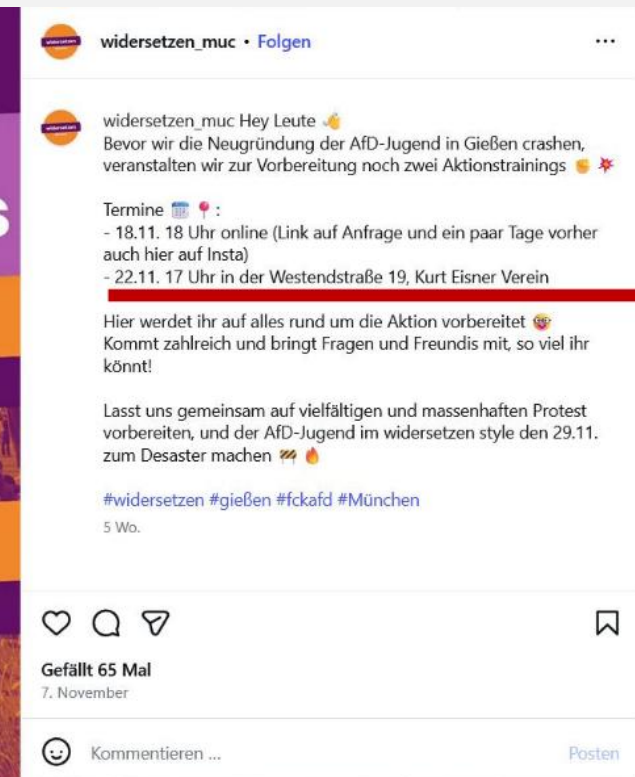 widersetzen_muc • Folgen
widersetzen_muc Hey Leute 👋
Bevor wir die Neugründung der AfD-Jugend in Gießen crashen,
veranstalten wir zur Vorbereitung noch zwei Aktionstrainings ✊ 💥
Termine 🗓️ 📍 :
- 18.11. 18 Uhr online (Link auf Anfrage und ein paar Tage vorher
auch hier auf Insta)
- 22.11. 17 Uhr in der Westendstraße 19, Kurt Eisner Verein
Hier werdet ihr auf alles rund um die Aktion vorbereitet 🤓
Kommt zahlreich und bringt Fragen und Freundis mit, so viel ihr
könnt!
Lasst uns gemeinsam auf vielfältigen und massenhaften Protest
vorbereiten, und der AfD-Jugend im widersetzen style den 29.11.
zum Desaster machen 🚧 🔥
#widersetzen #gießen #fckafd #München
5 Wo.
Gefällt 65 Mal
7. November
Kommentieren ...
Posten